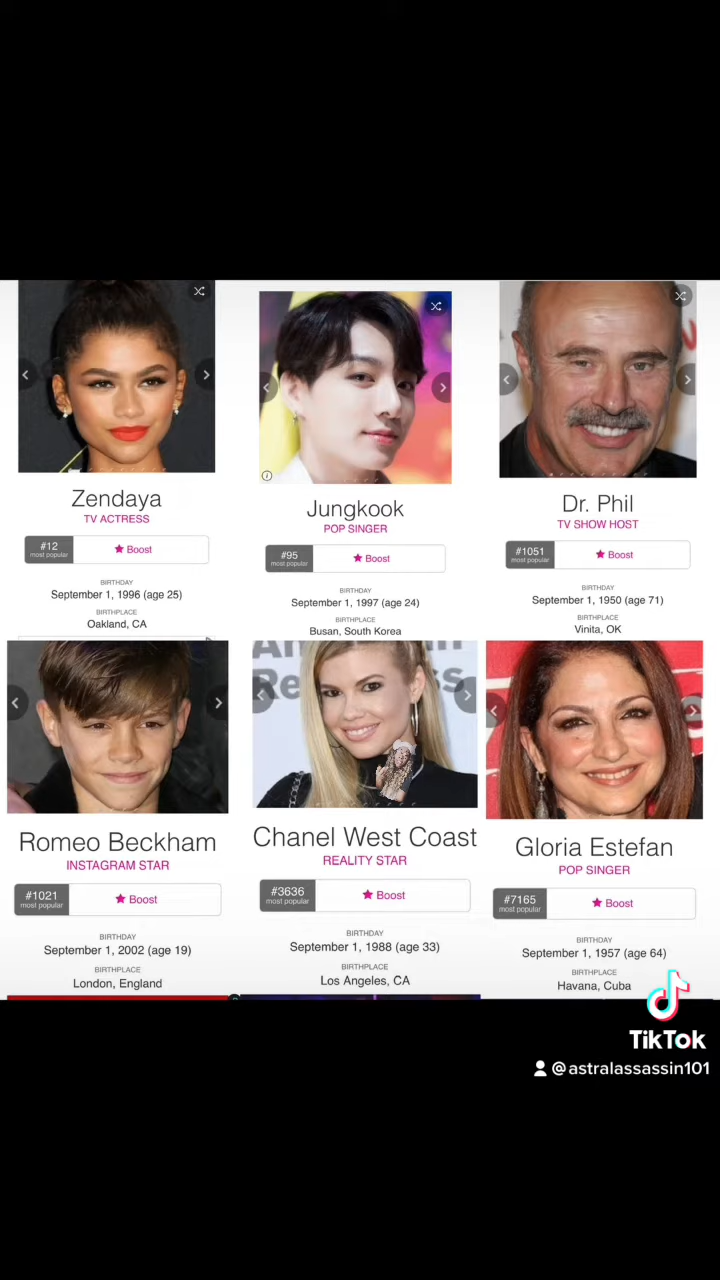 Zendaya
TV ACTRESS
#12
most popular
Boost
BIRTHDAY
September 1, 1996 (age 25)
BIRTHPLACE
Oakland, CA
Jungkook
POP SINGER
#95
most popular
Boost
BIRTHDAY
September 1, 1997 (age 24)
BIRTHPLACE
Busan, South Korea
Dr. Phil
TV SHOW HOST
#1051
most popular
Boost
BIRTHDAY
September 1, 1950 (age 71)
BIRTHPLACE
Vinita, OK
Romeo Beckham
INSTAGRAM STAR
#1021
most popular
Boost
BIRTHDAY
September 1, 2002 (age 19)
BIRTHPLACE
London, England
Chanel West Coast
REALITY STAR
#3636
most popular
Boost
BIRTHDAY
September 1, 1988 (age 33)
BIRTHPLACE
Los Angeles, CA
Gloria Estefan
POP SINGER
#7165
most popular
Boost
BIRTHDAY
September 1, 1957 (age 64)
BIRTHPLACE
Havana, Cuba
TikTok
@astralassassin101